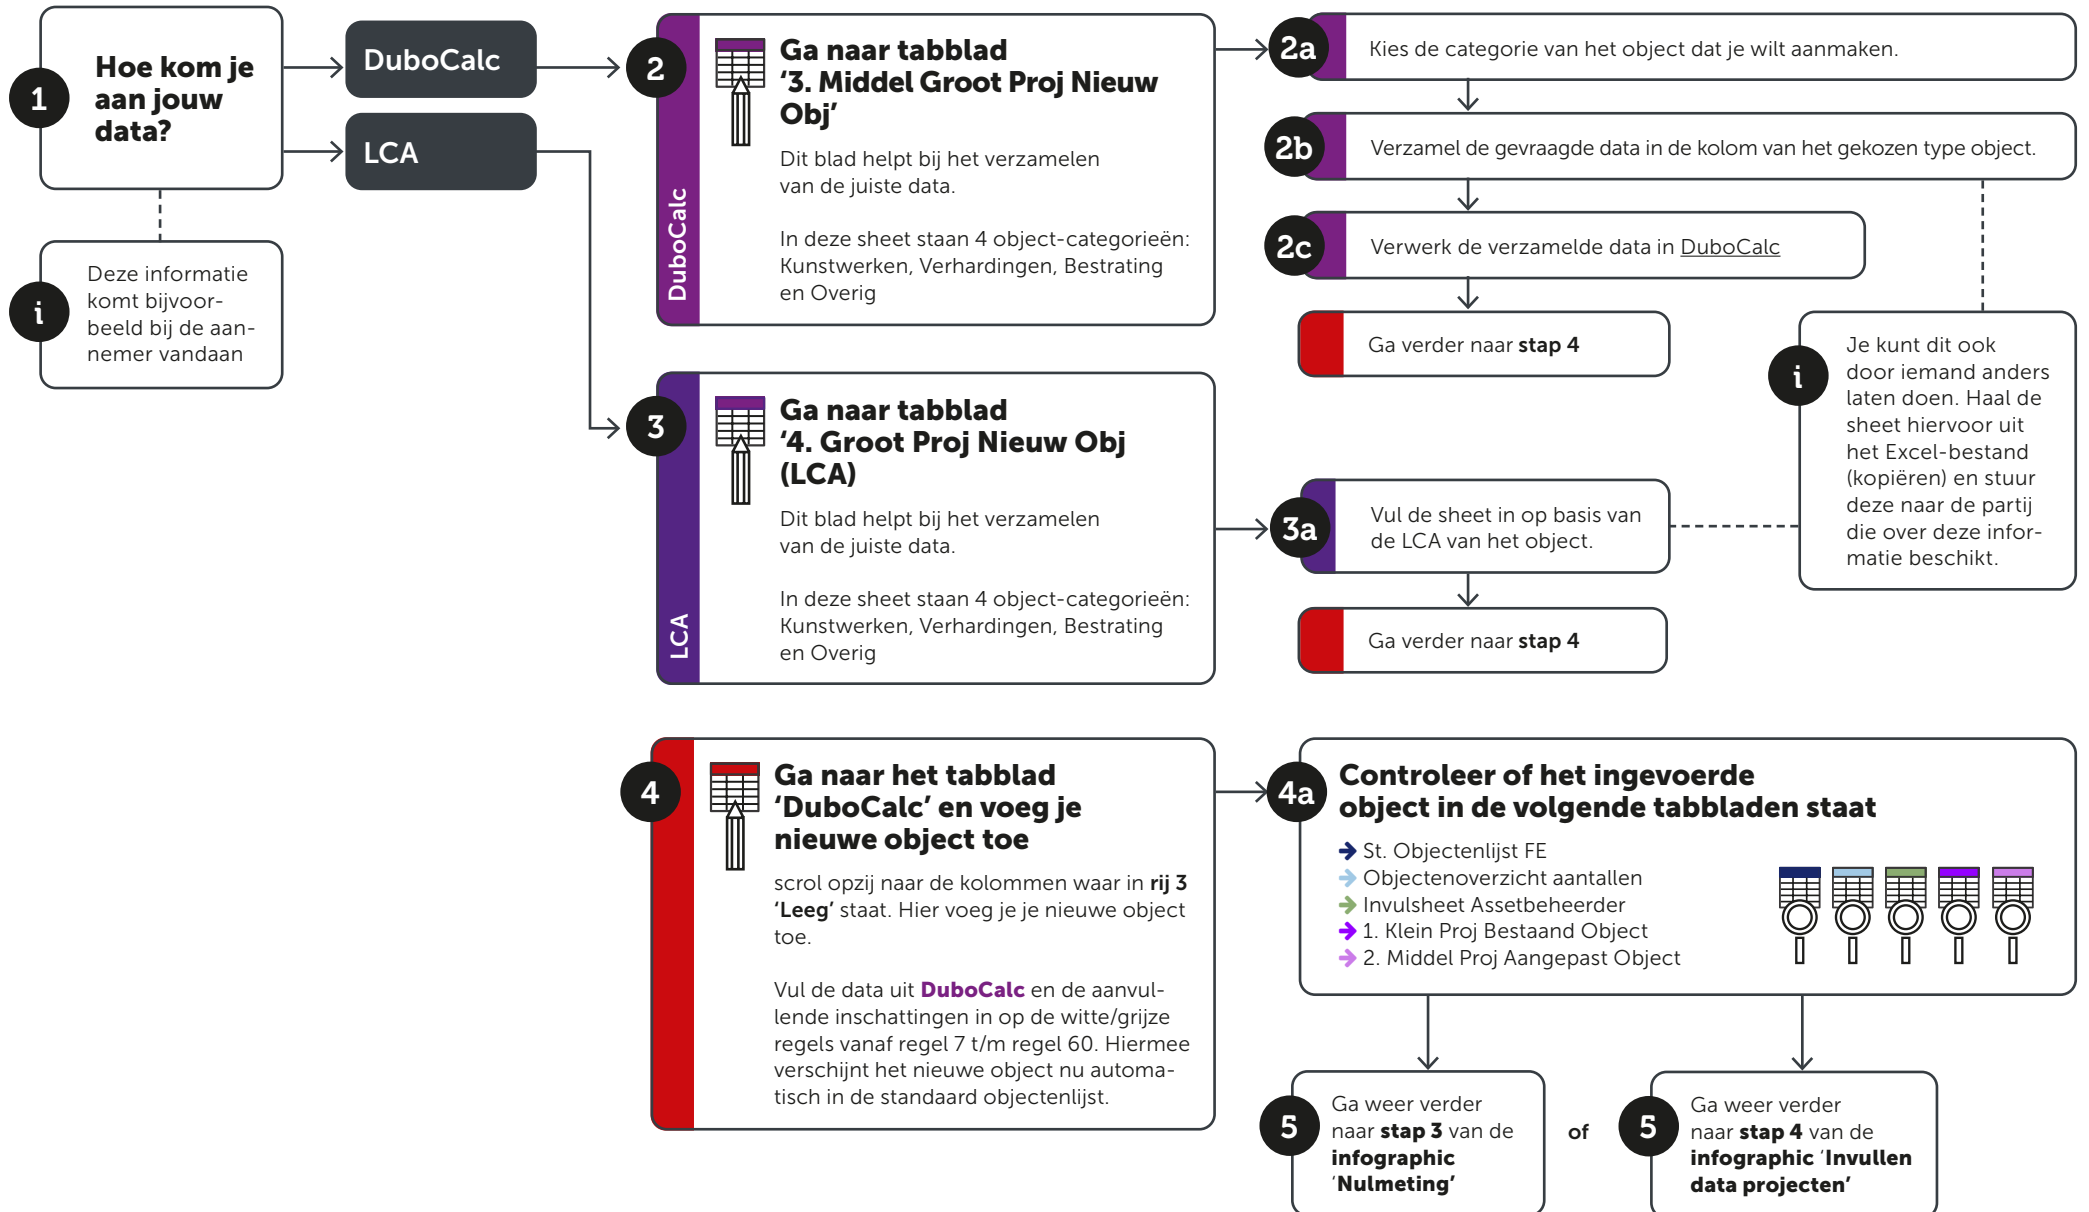 1
Hoe kom je
aan jouw
data?
i
Deze informatie
komt bijvoor-
beeld bij de aan-
nemer vandaan
DuboCalc
LCA
2
DuboCalc
Ga naar tabblad
‘3. Middel Groot Proj Nieuw
Obj’
Dit blad helpt bij het verzamelen
van de juiste data.
In deze sheet staan 4 object-categorieën:
Kunstwerken, Verhardingen, Bestrating
en Overig
2a
Kies de categorie van het object dat je wilt aanmaken.
2b
Verzamel de gevraagde data in de kolom van het gekozen type object.
2c
Verwerk de verzamelde data in DuboCalc
Ga verder naar stap 4
i
Je kunt dit ook
door iemand anders
laten doen. Haal de
sheet hiervoor uit
het Excel-bestand
(kopiëren) en stuur
deze naar de partij
die over deze infor-
matie beschikt.
3
LCA
Ga naar tabblad
‘4. Groot Proj Nieuw Obj
(LCA)
Dit blad helpt bij het verzamelen
van de juiste data.
In deze sheet staan 4 object-categorieën:
Kunstwerken, Verhardingen, Bestrating
en Overig
3a
Vul de sheet in op basis van
de LCA van het object.
Ga verder naar stap 4
4
Ga naar het tabblad
‘DuboCalc’ en voeg je
nieuwe object toe
scrol opzij naar de kolommen waar in rij 3
‘Leeg’ staat. Hier voeg je je nieuwe object
toe.
Vul de data uit DuboCalc en de aanvul-
lende inschattingen in op de witte/grijze
regels vanaf regel 7 t/m regel 60. Hiermee
verschijnt het nieuwe object nu automa-
tisch in de standaard objectenlijst.
4a
Controleer of het ingevoerde
object in de volgende tabbladen staat
➔ St. Objectenlijst FE
➔ Objectenoverzicht aantallen
➔ Invulsheet Assetbeheerder
➔ 1. Klein Proj Bestaand Object
➔ 2. Middel Proj Aangepast Object
5
Ga weer verder
naar stap 3 van de
infographic
‘Nulmeting’
of
5
Ga weer verder
naar stap 4 van de
infographic ‘Invullen
data projecten’